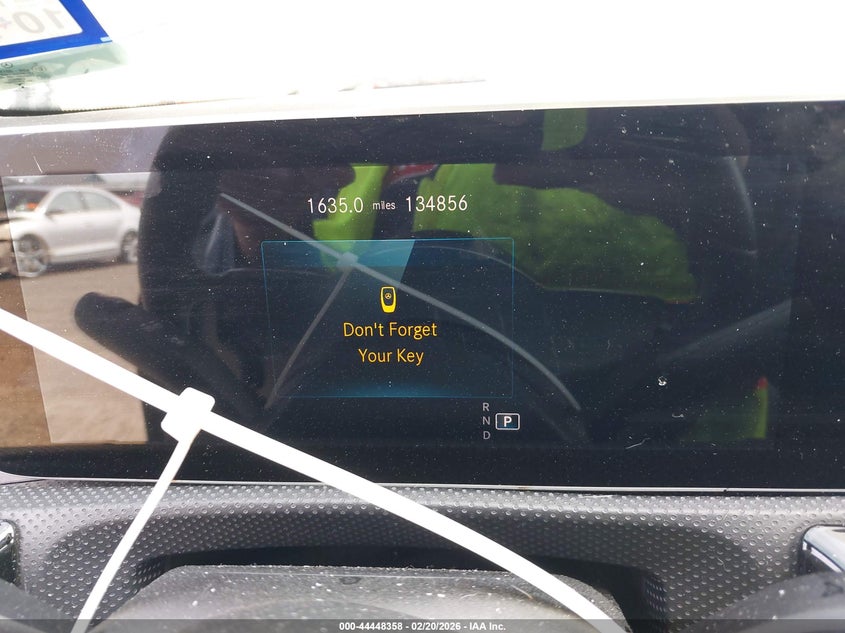 1635.0 miles 134856
Don't Forget
Your Key
R
N P
D
000-44448358 - 02/20/2026 - IAA Inc.